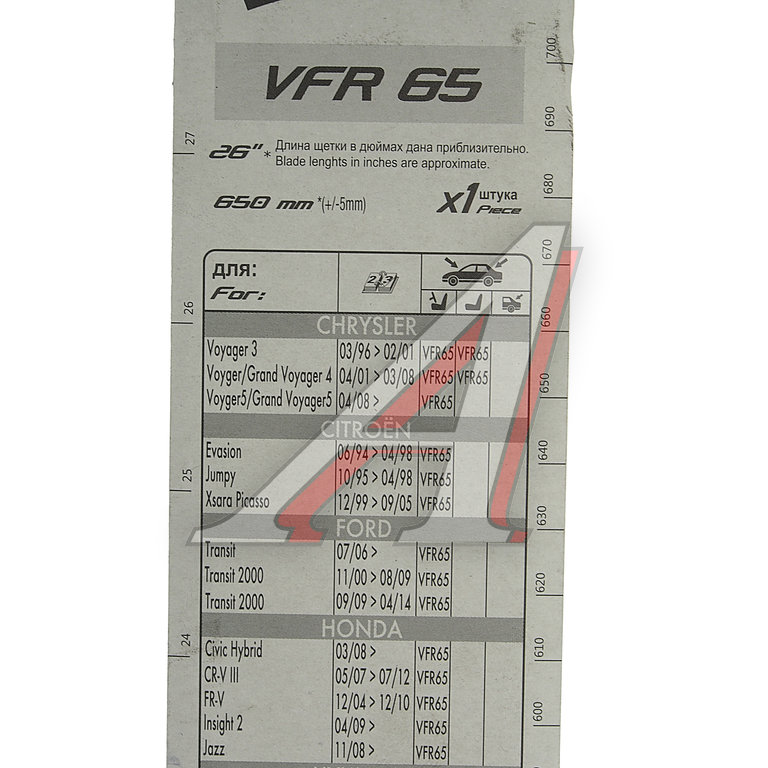 VFR 65
26" * Длина щетки в дюймах дана приблизительно.
Blade lenghts in inches are approximate.
650 mm *(+/-5mm) x1 штука
Piece
для:
For:
CHRYSLER
Voyager 3 03/96 > 02/01 VFR65 VFR65
Voyger/Grand Voyager 4 04/01 > 03/08 VFR65 VFR65
Voyger5/Grand Voyager5 04/08 > VFR65
CITROËN
Evasion 06/94 > 04/98 VFR65
Jumpy 10/95 > 04/98 VFR65
Xsara Picasso 12/99 > 09/05 VFR65
FORD
Transit 07/06 > VFR65
Transit 2000 11/00 > 08/09 VFR65
Transit 2000 09/09 > 04/14 VFR65
HONDA
Civic Hybrid 03/08 > VFR65
CR-V III 05/07 > 07/12 VFR65
FR-V 12/04 > 12/10 VFR65
Insight 2 04/09 > VFR65
Jazz 11/08 > VFR65
27
26
25
24
700
690
680
670
660
650
640
630
620
610
600